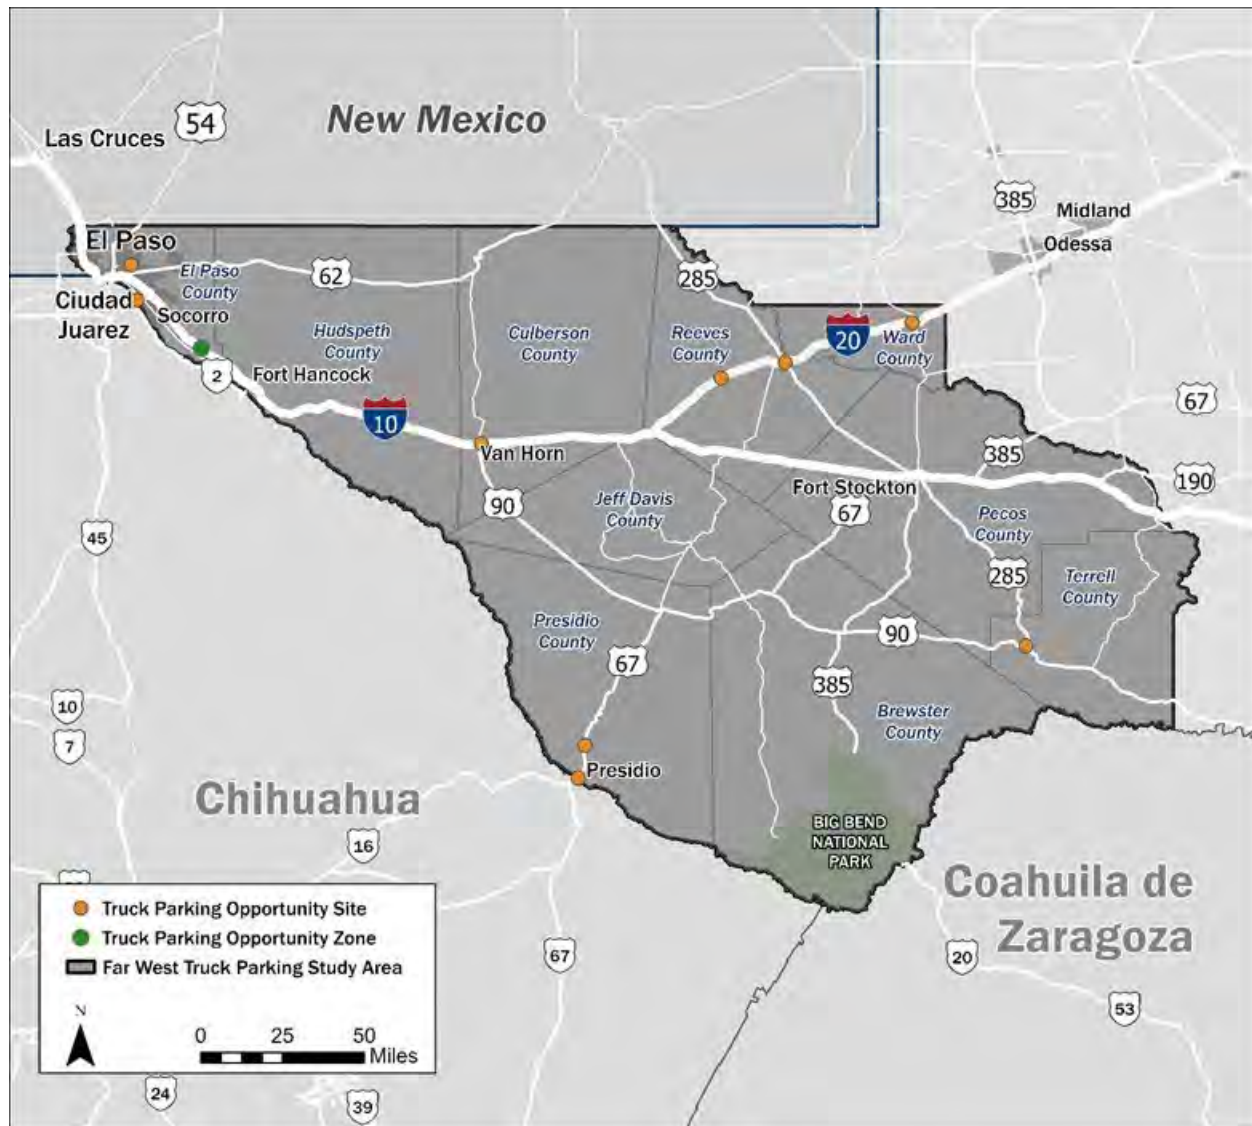 New Mexico
Las Cruces
54
385
Midland
Odessa
El Paso
El Paso
County
62
285
Ciudad
Juarez
Socorro
Hudspeth
County
Culberson
County
Reeves
County
20
Ward
County
2
Fort Hancock
10
67
Van Horn
385
190
90
Jeff Davis
County
Fort Stockton
67
Pecos
County
45
285
Terrell
County
Presidio
County
90
67
385
10
Brewster
County
7
Presidio
Chihuahua
BIG BEND
NATIONAL
PARK
16
Coahuila de
Zaragoza
Truck Parking Opportunity Site
Truck Parking Opportunity Zone
Far West Truck Parking Study Area
67
20
53
N
0 25 50
Miles
24
39